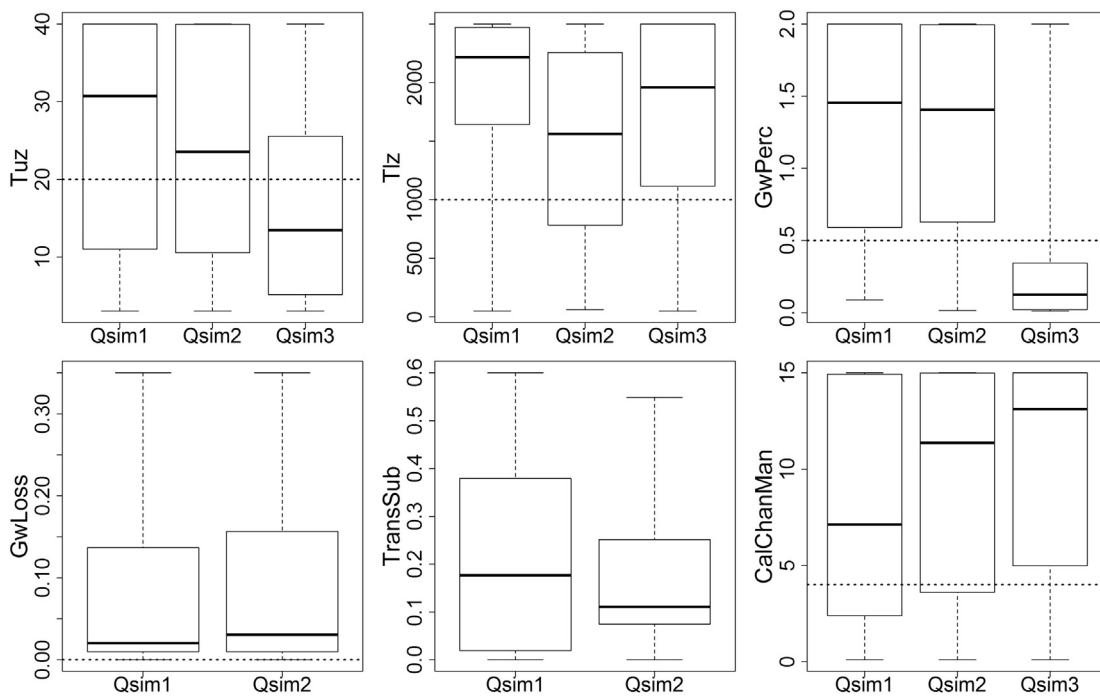 Tuz
40
30
20
10
Qsim1 Qsim2 Qsim3
Tlz
2000
1000
500
0
Qsim1 Qsim2 Qsim3
GwPerc
2.0
1.5
1.0
0.5
0.0
Qsim1 Qsim2 Qsim3
GwLoss
0.30
0.20
0.10
0.00
Qsim1 Qsim2
TransSub
0.6
0.5
0.4
0.3
0.2
0.1
0.0
Qsim1 Qsim2
CalChanMan
15
10
5
0
Qsim1 Qsim2 Qsim3